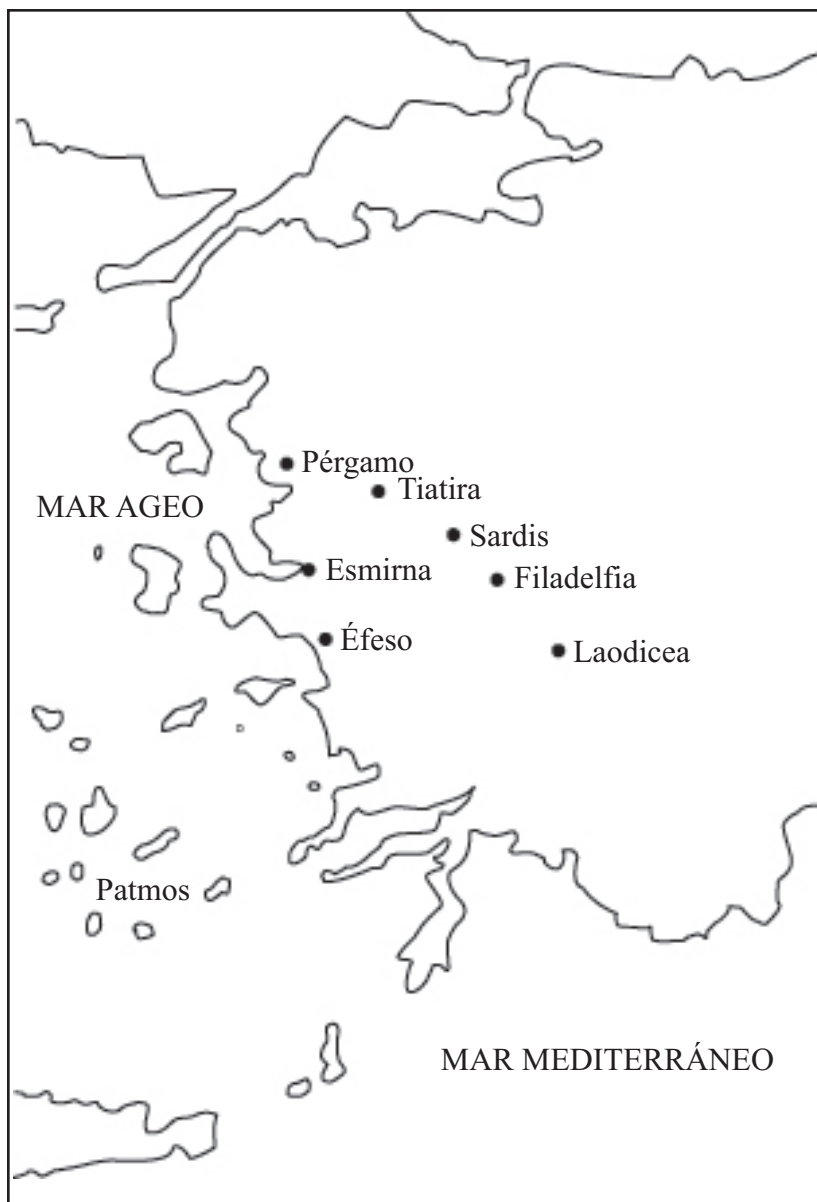 Pérgamo
Tiatira
MAR AGEO
Sardis
Esmirna
Filadelfia
Éfeso
Laodicea
Patmos
MAR MEDITERRÁNEO